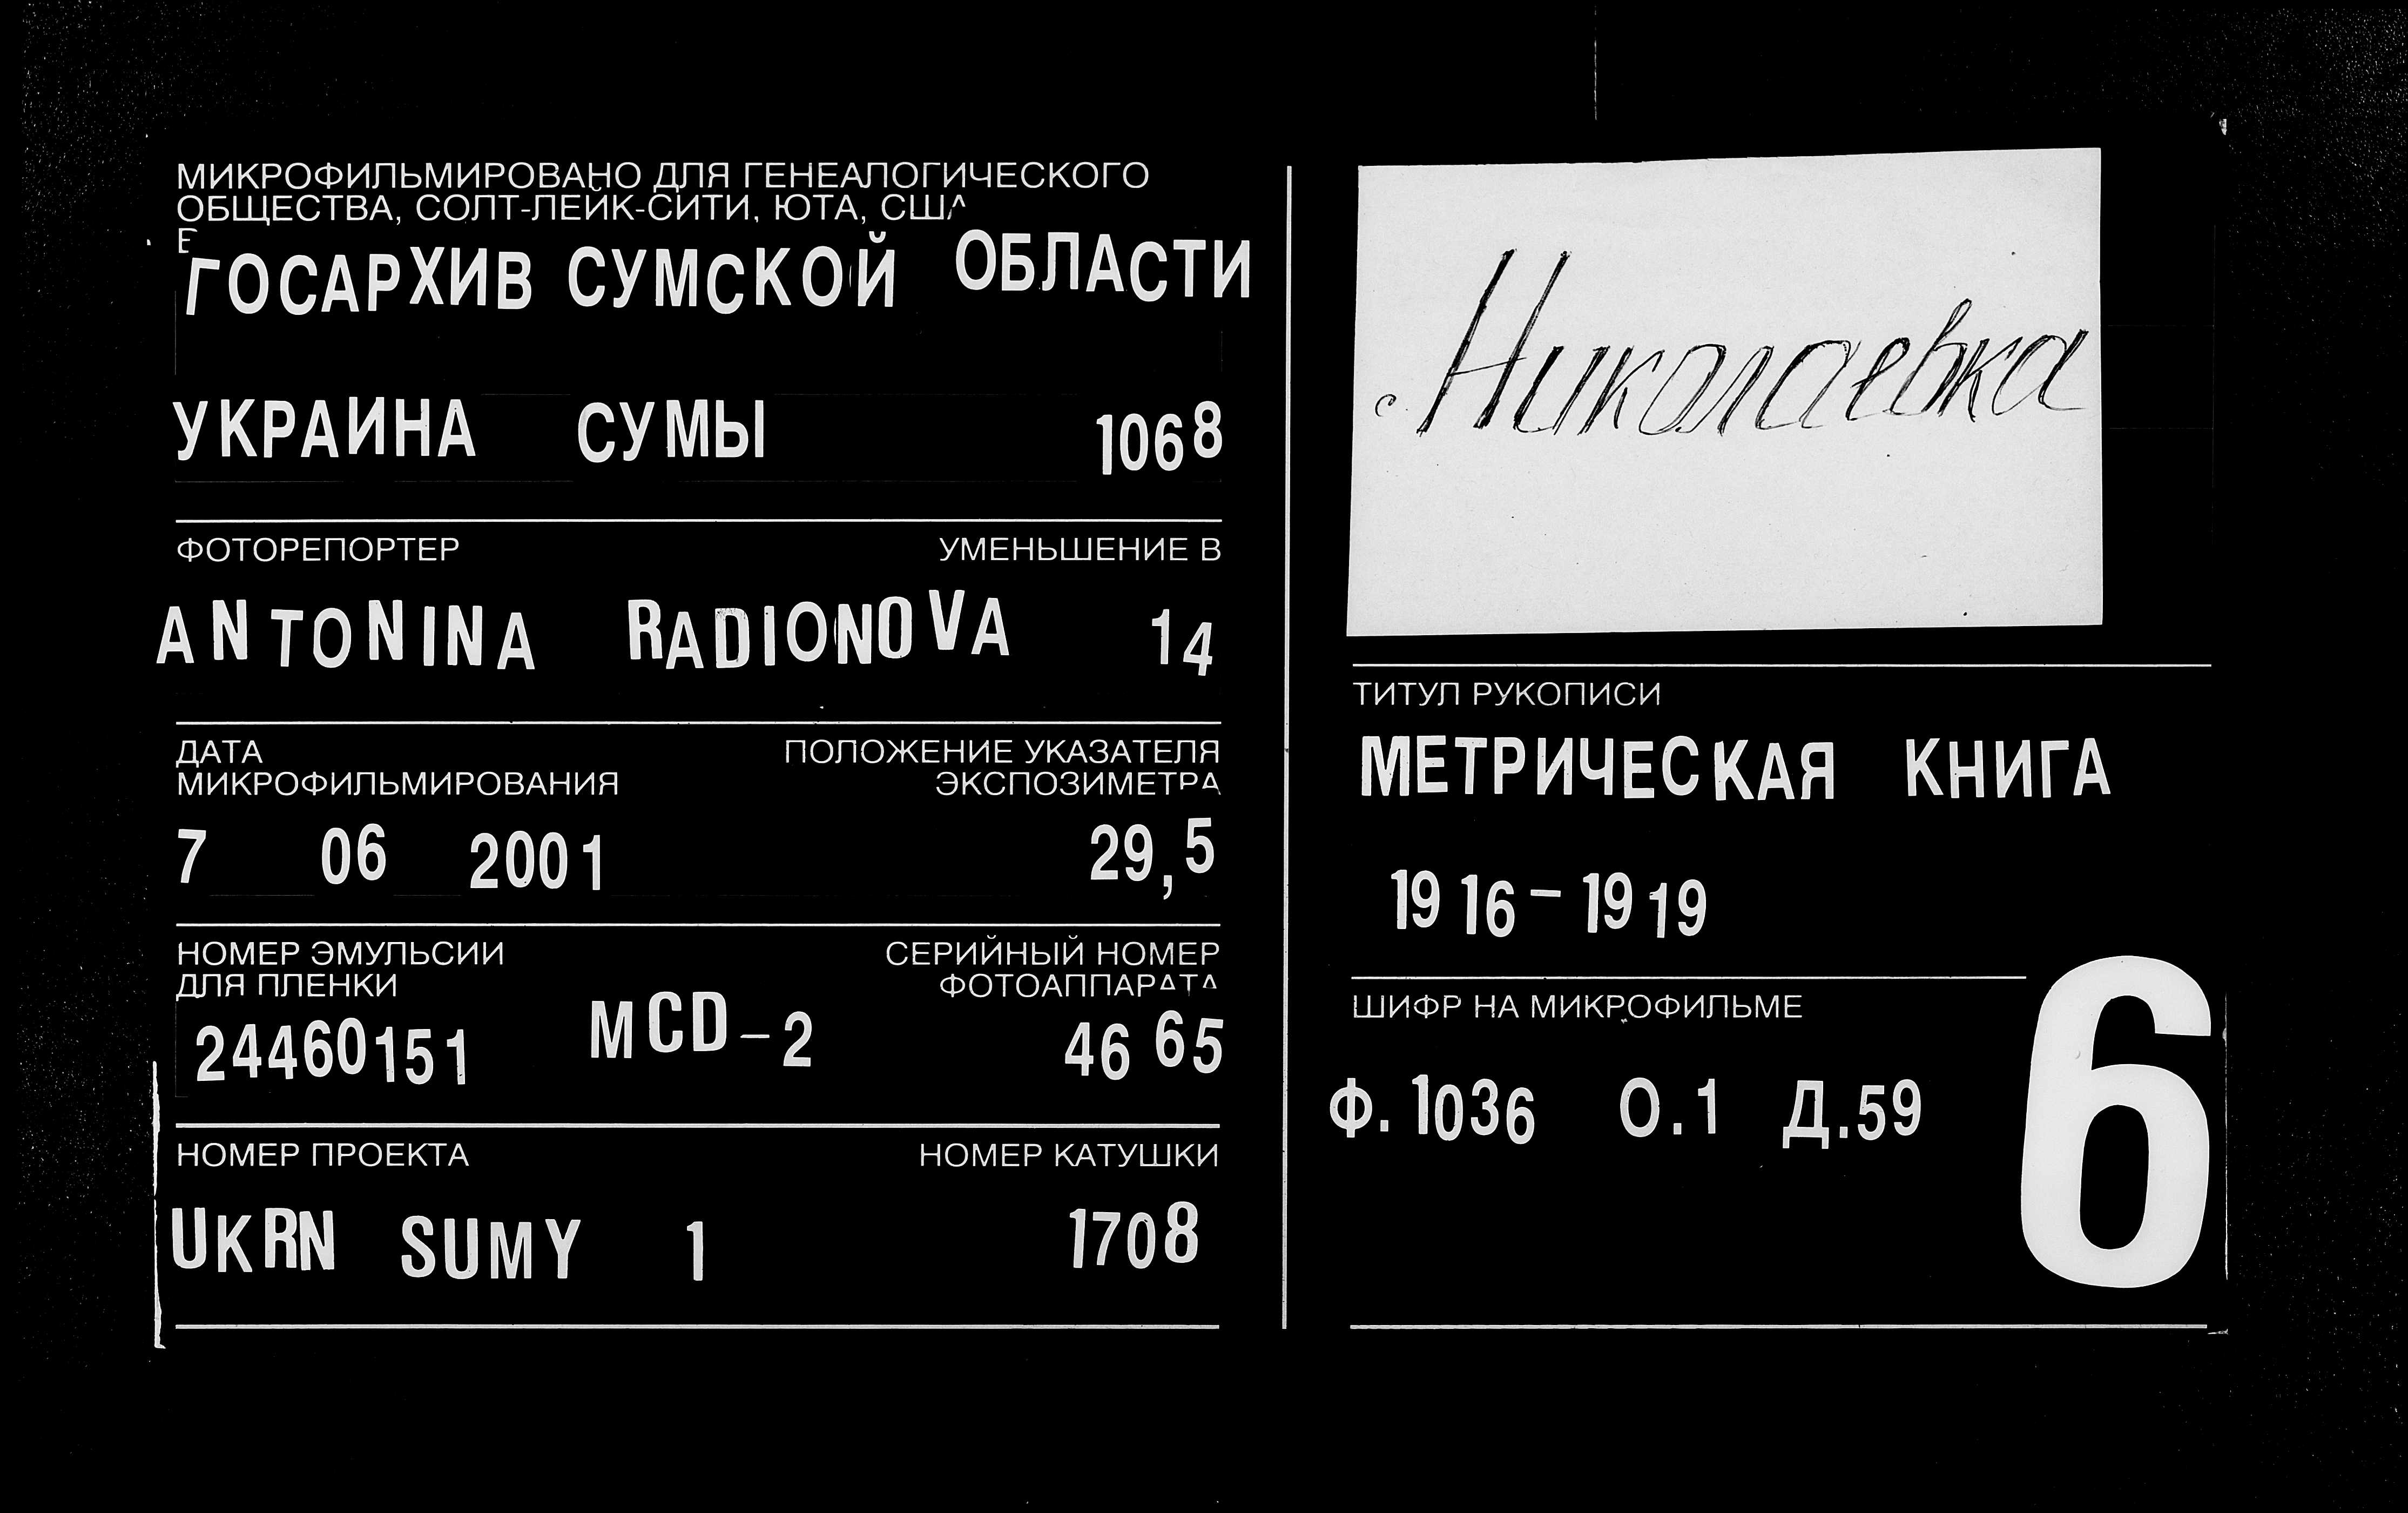 МИКРОФИЛЬМИРОВАНО ДЛЯ ГЕНЕАЛОГИЧЕСКОГО
ОБЩЕСТВА, СОЛТ-ЛЕЙК-СИТИ, ЮТА, США
В
ГОСАРХИВ СУМСКОЙ ОБЛАСТИ
УКРАИНА СУМЫ 1068
ФОТОРЕПОРТЕР УМЕНЬШЕНИЕ В
ANTONINA RADIONOVA 14
ДАТА ПОЛОЖЕНИЕ УКАЗАТЕЛЯ
МИКРОФИЛЬМИРОВАНИЯ ЭКСПОЗИМЕТРА
7 06 2001 29,5
НОМЕР ЭМУЛЬСИИ СЕРИЙНЫЙ НОМЕР
ДЛЯ ПЛЕНКИ ФОТОАППАРАТА
24460151 MCD-2 4665
НОМЕР ПРОЕКТА НОМЕР КАТУШКИ
UKRN SUMY 1 1708
с. Николаевка
ТИТУЛ РУКОПИСИ
МЕТРИЧЕСКАЯ КНИГА
1916-1919
ШИФР НА МИКРОФИЛЬМЕ
Ф. 1036 О.1 Д.59
6